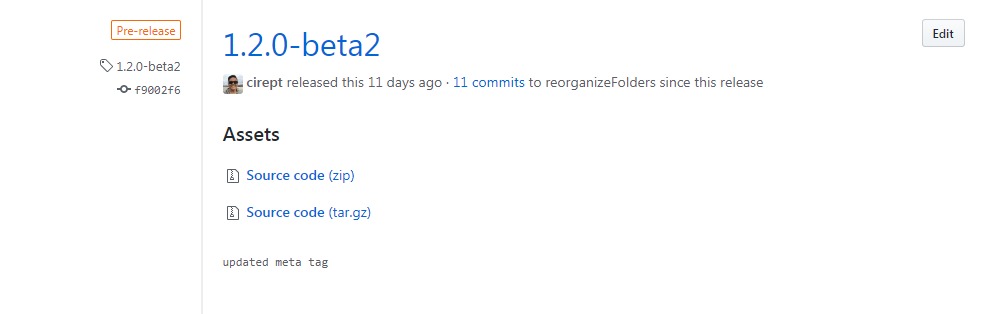 Pre-release
1.2.0-beta2
f9002f6
1.2.0-beta2
Edit
cirept released this 11 days ago · 11 commits to reorganizeFolders since this release
Assets
Source code (zip)
Source code (tar.gz)
updated meta tag